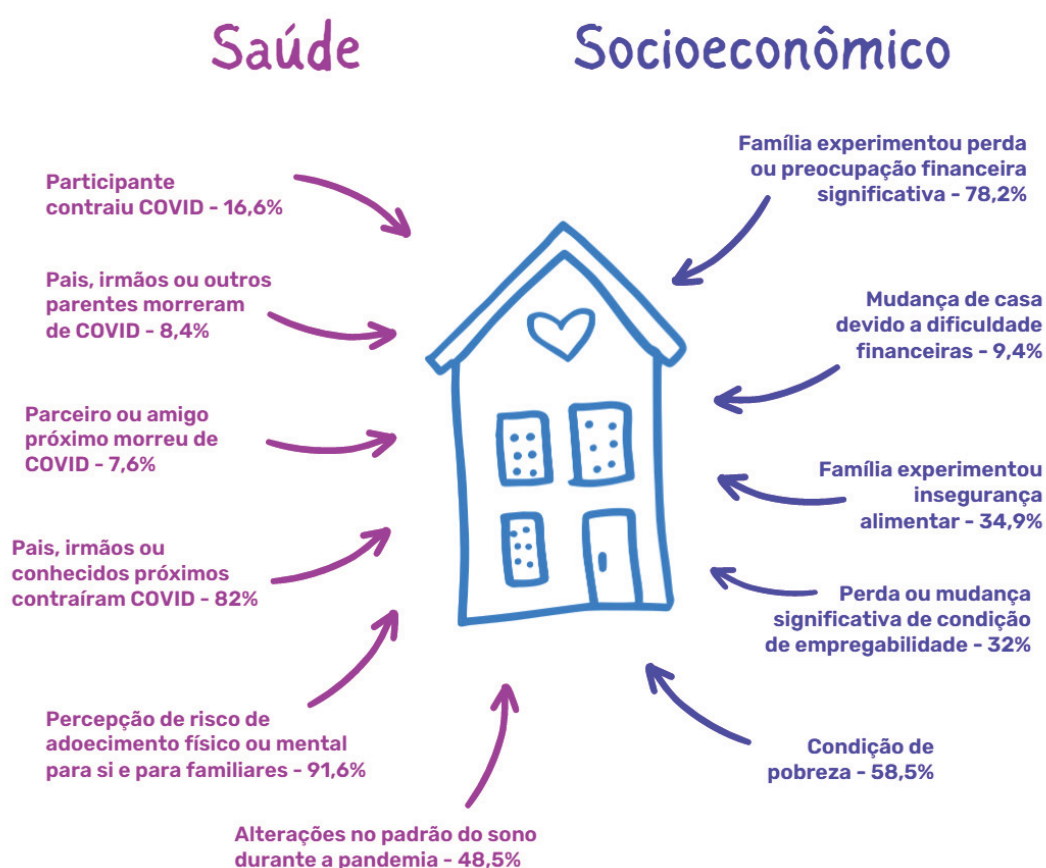 Saúde
Participante
contraiu COVID - 16,6%
Pais, irmãos ou outros
parentes morreram
de COVID - 8,4%
Parceiro ou amigo
próximo morreu de
COVID - 7,6%
Pais, irmãos ou
conhecidos próximos
contraíram COVID - 82%
Percepção de risco de
adoecimento físico ou mental
para si e para familiares - 91,6%
Alterações no padrão do sono
durante a pandemia - 48,5%
Socioeconômico
Família experimentou perda
ou preocupação financeira
significativa - 78,2%
Mudança de casa
devido a dificuldade
financeiras - 9,4%
Família experimentou
insegurança
alimentar - 34,9%
Perda ou mudança
significativa de condição
de empregabilidade - 32%
Condição de
pobreza - 58,5%